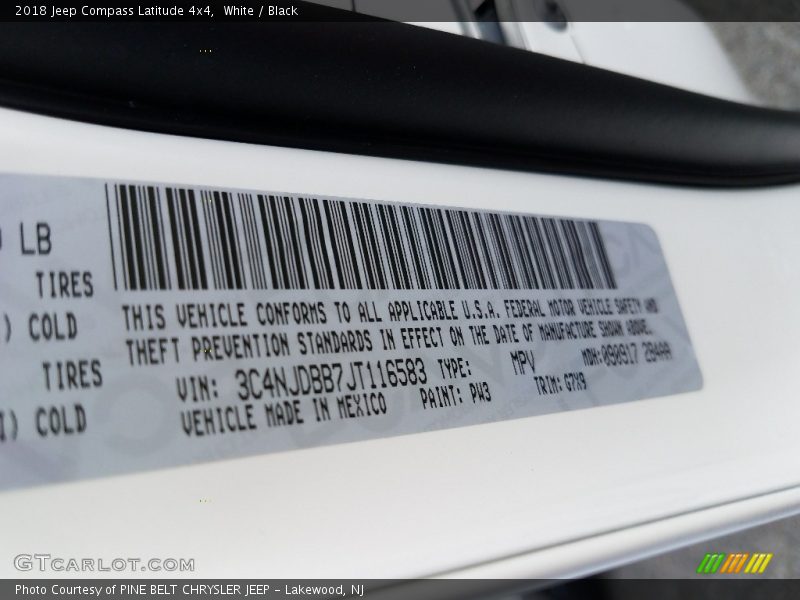 2018 Jeep Compass Latitude 4x4, White / Black
LB
TIRES
) COLD
TIRES
) COLD
THIS VEHICLE CONFORMS TO ALL APPLICABLE U.S.A. FEDERAL MOTOR VEHICLE SAFETY AND
THEFT PREVENTION STANDARDS IN EFFECT ON THE DATE OF MANUFACTURE SHOWN ABOVE.
VIN: 3C4NJDBB7JT116583 TYPE: MPV MDH:090917 284AA
VEHICLE MADE IN MEXICO PAINT: PW3 TRIM: G7X9
GTCARLOT.COM
Photo Courtesy of PINE BELT CHRYSLER JEEP - Lakewood, NJ